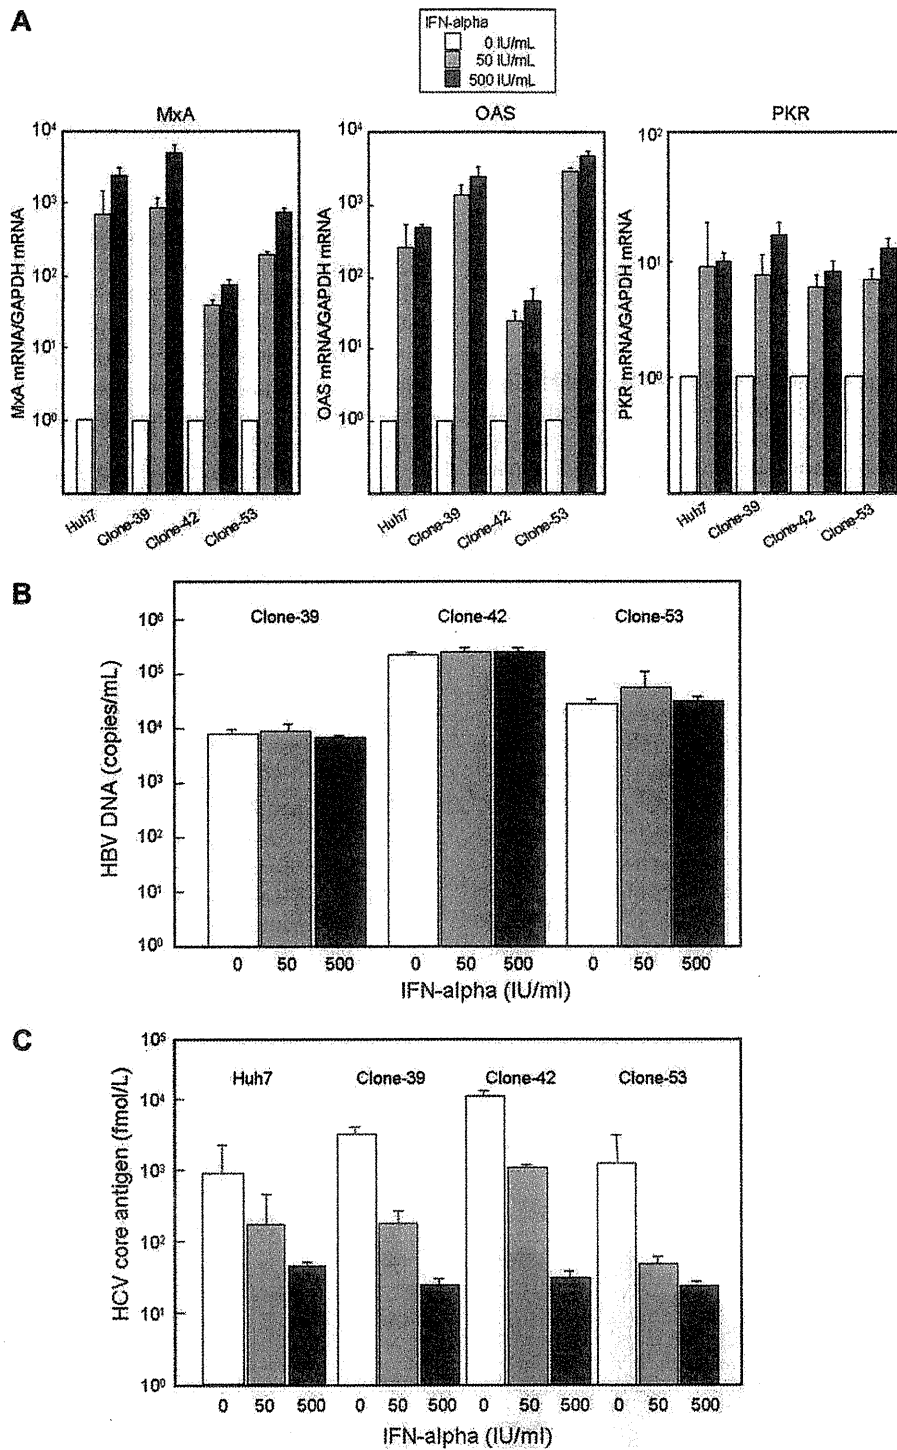 A
IFN-alpha
0 IU/mL
50 IU/mL
500 IU/mL
MxA
OAS
PKR
10⁴
10³
10²
10¹
10⁰
MxA mRNA/GAPDH mRNA
Huh7
Clone-39
Clone-42
Clone-53
10⁴
10³
10²
10¹
10⁰
OAS mRNA/GAPDH mRNA
Huh7
Clone-39
Clone-42
Clone-53
10²
10¹
10⁰
PKR mRNA/GAPDH mRNA
Huh7
Clone-39
Clone-42
Clone-53
B
Clone-39 Clone-42 Clone-53
10⁶
10⁵
10⁴
10³
10²
10¹
10⁰
HBV DNA (copies/mL)
0 50 500 0 50 500 0 50 500
IFN-alpha (IU/ml)
C
Huh7 Clone-39 Clone-42 Clone-53
10⁵
10⁴
10³
10²
10¹
10⁰
HCV core antigen (fmol/L)
0 50 500 0 50 500 0 50 500 0 50 500
IFN-alpha (IU/ml)